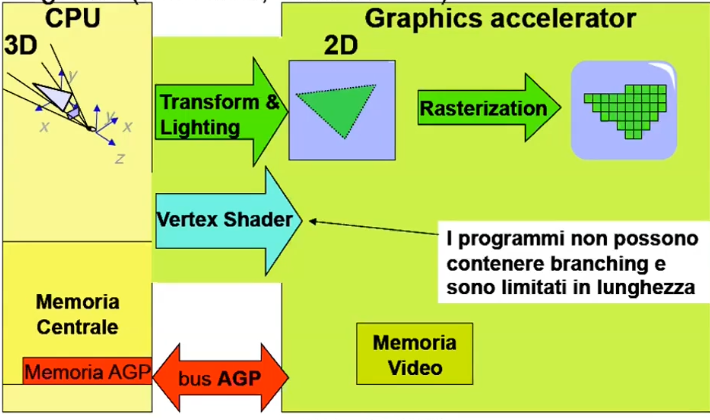 CPU
Graphics accelerator
3D
2D
y
x
y
x
z
Transform &
Lighting
Rasterization
Vertex Shader
I programmi non possono
contenere branching e
sono limitati in lunghezza
Memoria
Centrale
Memoria AGP
bus AGP
Memoria
Video